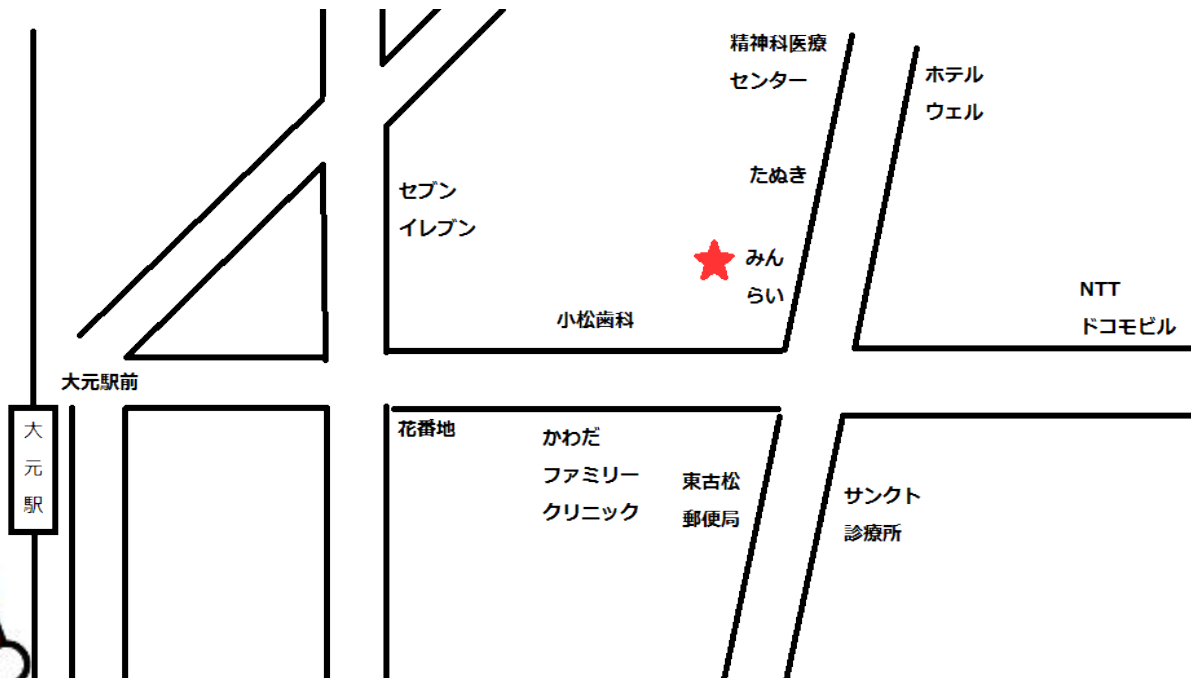 精神科医療
センター
ホテル
ウェル
たぬき
セブン
イレブン
みん
らい
NTT
ドコモビル
小松歯科
大元駅前
大
元
駅
花番地
かわだ
ファミリー
クリニック
東古松
郵便局
サンクト
診療所